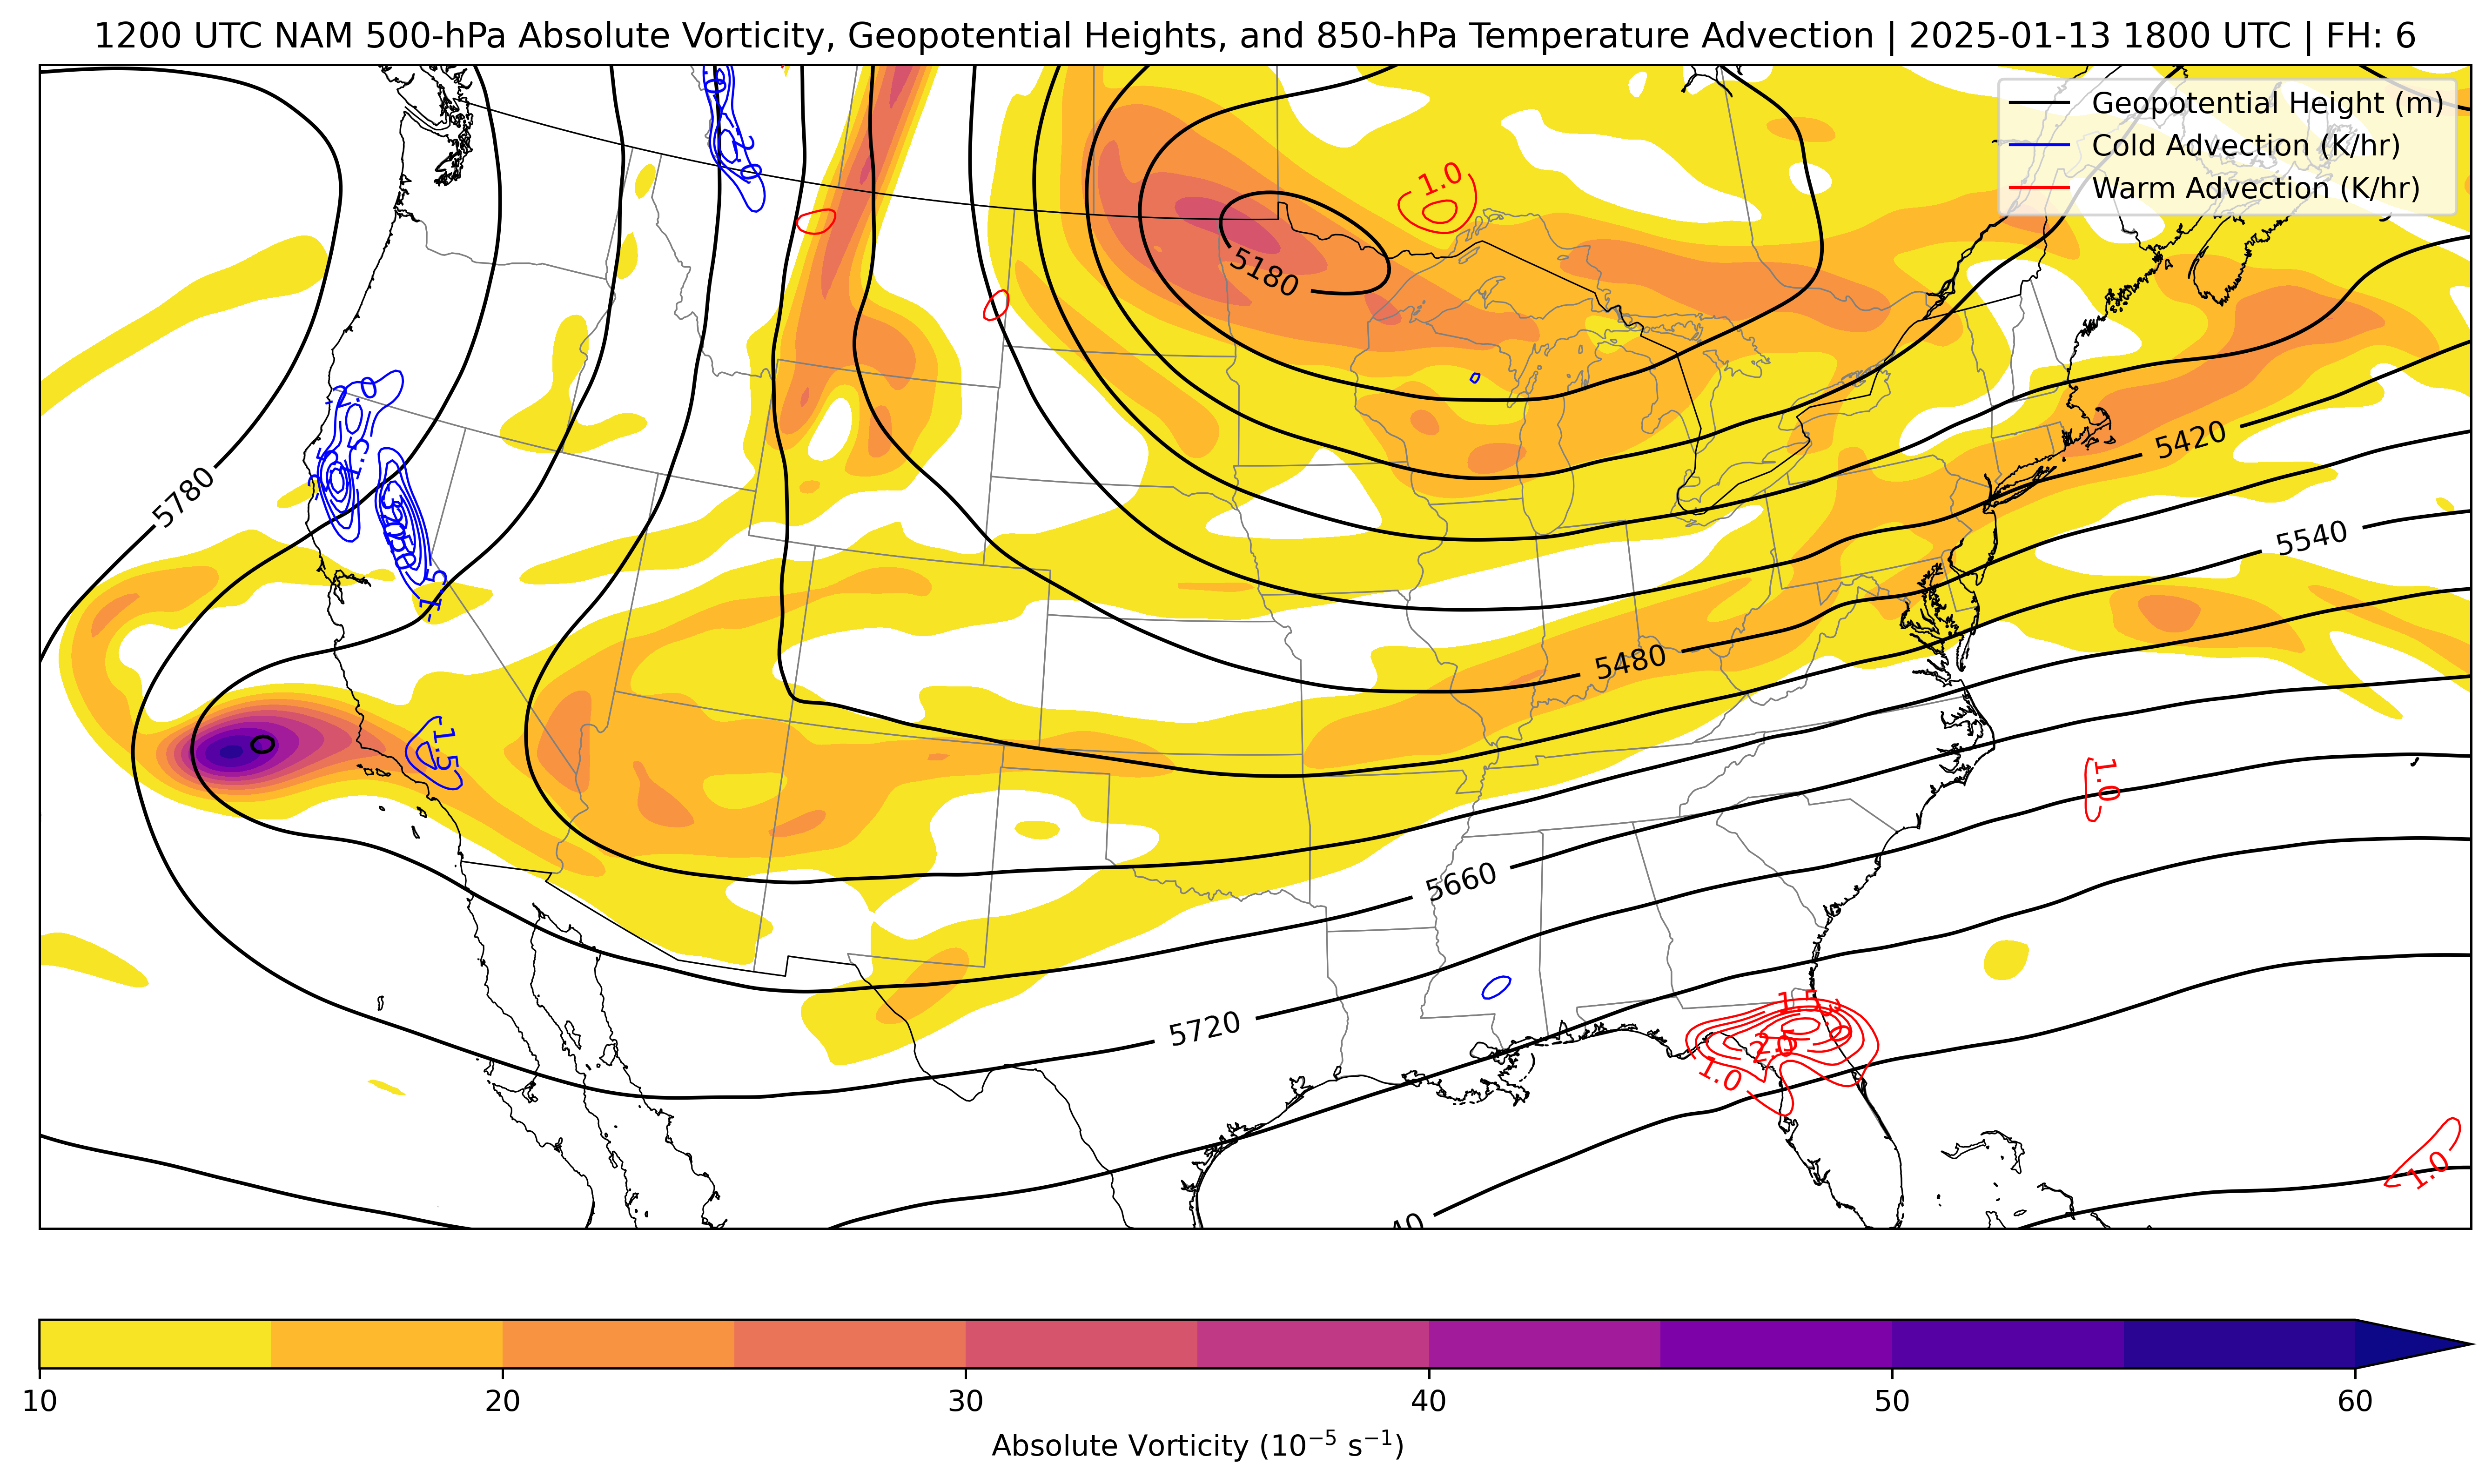 1200 UTC NAM 500-hPa Absolute Vorticity, Geopotential Heights, and 850-hPa Temperature Advection | 2025-01-13 1800 UTC | FH: 6
Geopotential Height (m)
Cold Advection (K/hr)
Warm Advection (K/hr)
-2.0
1.0
5180
5420
5780
5540
5480
1.5
1.0
5660
5720
1.5
2.5
1.0
1.0
10 20 30 40 50 60
Absolute Vorticity (10⁻⁵ s⁻¹)